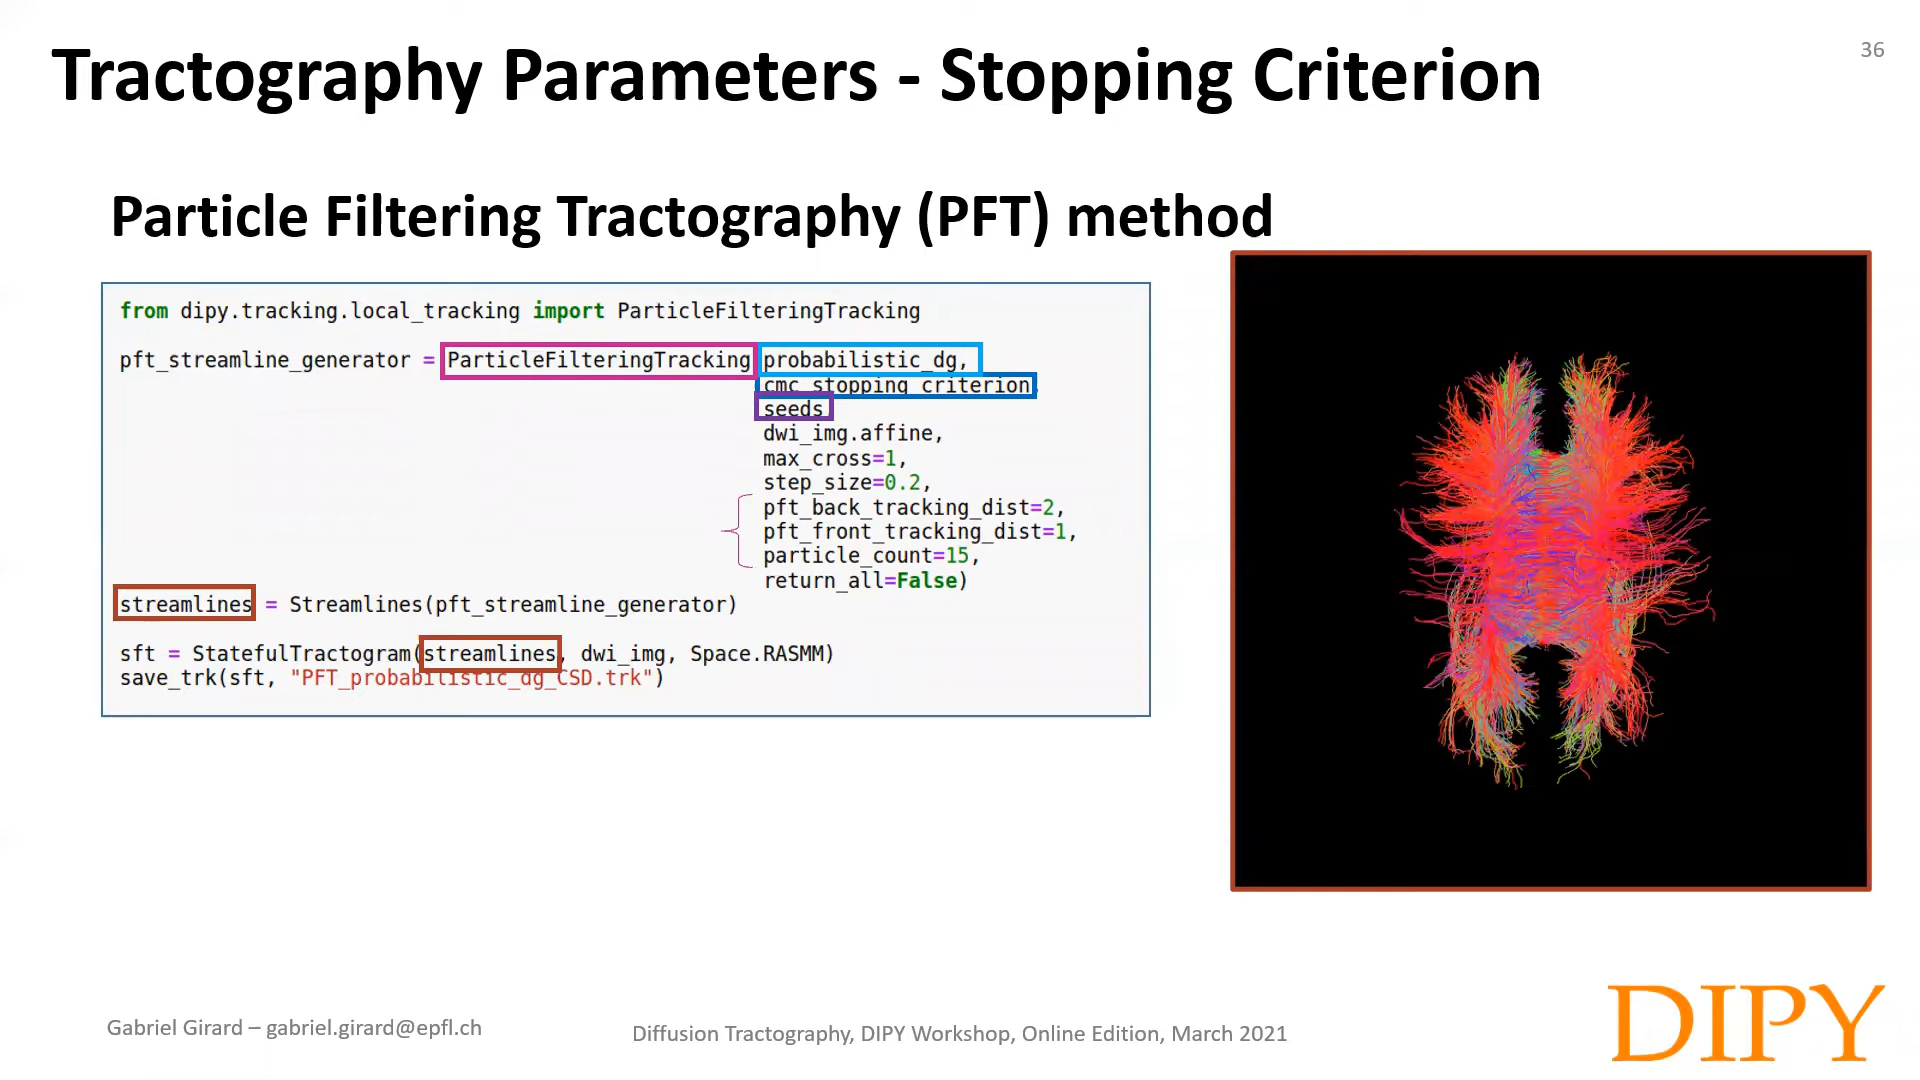 Tractography Parameters - Stopping Criterion
36
Particle Filtering Tractography (PFT) method
from dipy.tracking.local_tracking import ParticleFilteringTracking
pft_streamline_generator = ParticleFilteringTracking probabilistic_dg,
cmc_stopping_criterion,
seeds
dwi_img.affine,
max_cross=1,
step_size=0.2,
pft_back_tracking_dist=2,
pft_front_tracking_dist=1,
particle_count=15,
return_all=False)
streamlines = Streamlines(pft_streamline_generator)
sft = StatefulTractogram(streamlines, dwi_img, Space.RASMM)
save_trk(sft, "PFT_probabilistic_dg_CSD.trk")
Gabriel Girard – gabriel.girard@epfl.ch
Diffusion Tractography, DIPY Workshop, Online Edition, March 2021
DIPY